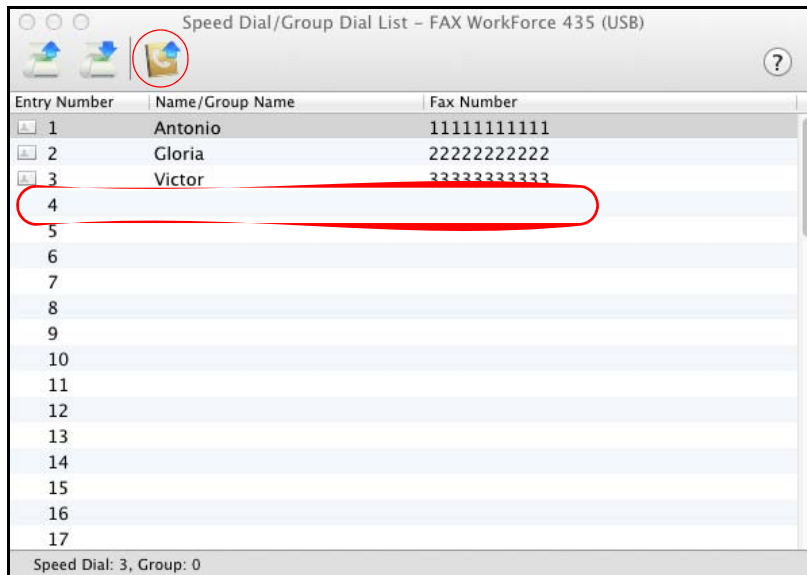 Speed Dial/Group Dial List – FAX WorkForce 435 (USB)
?
Entry Number Name/Group Name Fax Number
1 Antonio 11111111111
2 Gloria 22222222222
3 Victor 33333333333
4
5
6
7
8
9
10
11
12
13
14
15
16
17
Speed Dial: 3, Group: 0